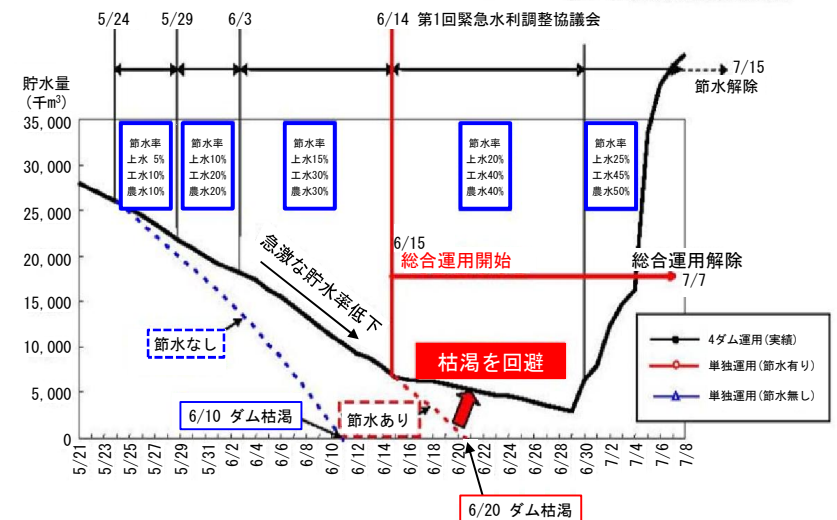 5/24
5/29
6/3
6/14 第1回緊急水利調整協議会
7/15
節水解除
貯水量
(千m³)
35,000
30,000
25,000
20,000
15,000
10,000
5,000
0
節水率
上水 5%
工水10%
農水10%
節水率
上水10%
工水20%
農水20%
節水率
上水15%
工水30%
農水30%
節水率
上水20%
工水40%
農水40%
節水率
上水25%
工水45%
農水50%
急激な貯水率低下
6/15
総合運用開始
総合運用解除
7/7
節水なし
枯渇を回避
節水あり
6/10 ダム枯渇
6/20 ダム枯渇
4ダム運用(実績)
単独運用(節水有り)
単独運用(節水無し)
5/21
5/23
5/25
5/27
5/29
5/31
6/2
6/4
6/6
6/8
6/10
6/12
6/14
6/16
6/18
6/20
6/22
6/24
6/26
6/28
6/30
7/2
7/4
7/6
7/8